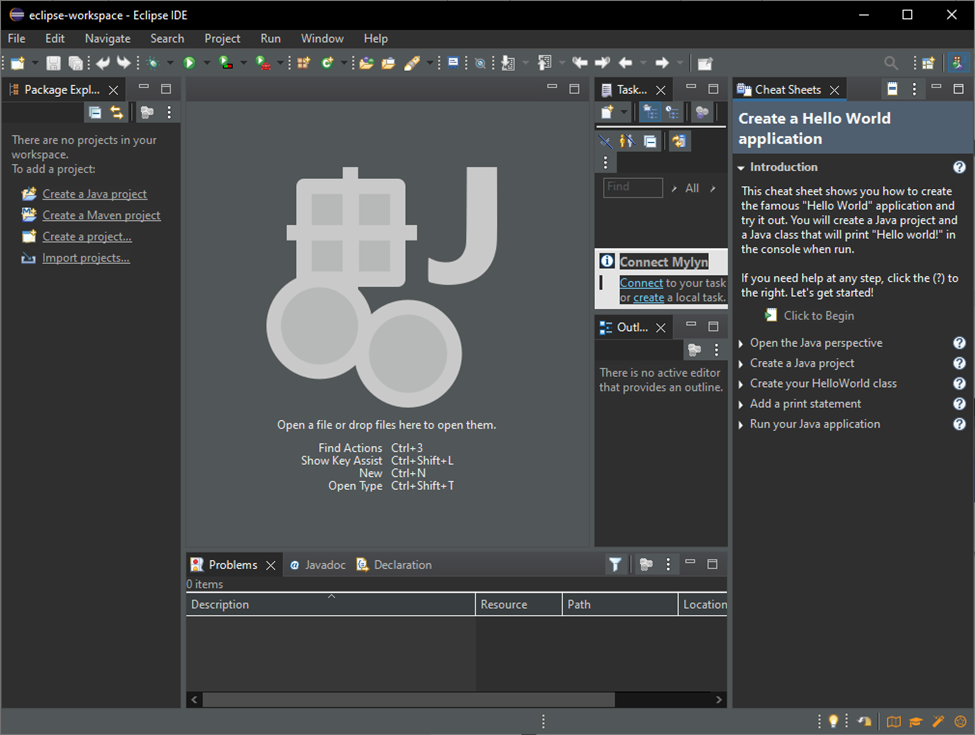 eclipse-workspace - Eclipse IDE
File Edit Navigate Search Project Run Window Help
Package Expl...
There are no projects in your
workspace.
To add a project:
Create a Java project
Create a Maven project
Create a project...
Import projects...
Open a file or drop files here to open them.
Find Actions Ctrl+3
Show Key Assist Ctrl+Shift+L
New Ctrl+N
Open Type Ctrl+Shift+T
Task...
Find
All
Connect Mylyn
Connect to your task
or create a local task.
Outl...
There is no active editor
that provides an outline.
Cheat Sheets
Create a Hello World
application
Introduction
This cheat sheet shows you how to create
the famous "Hello World" application and
try it out. You will create a Java project and
a Java class that will print "Hello world!" in
the console when run.
If you need help at any step, click the (?) to
the right. Let's get started!
Click to Begin
Open the Java perspective
Create a Java project
Create your HelloWorld class
Add a print statement
Run your Java application
Problems @ Javadoc Declaration
0 items
Description Resource Path Location